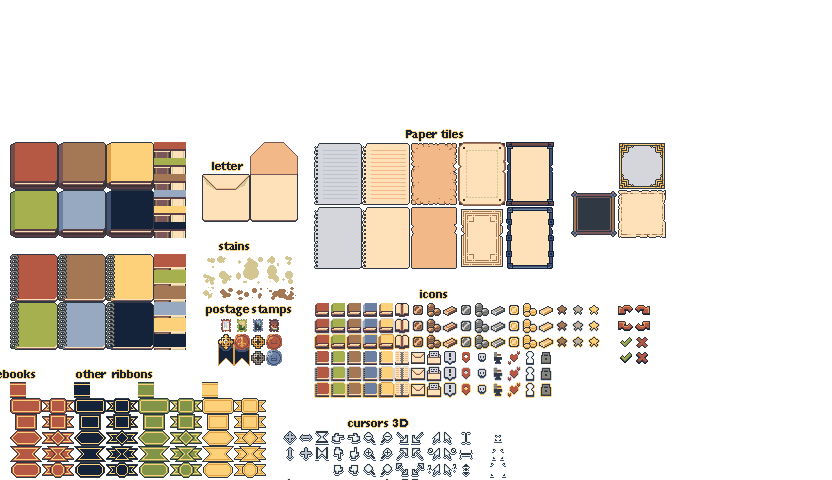 Paper tiles
letter
stains
postage stamps
icons
ebooks
other ribbons
cursors 3D